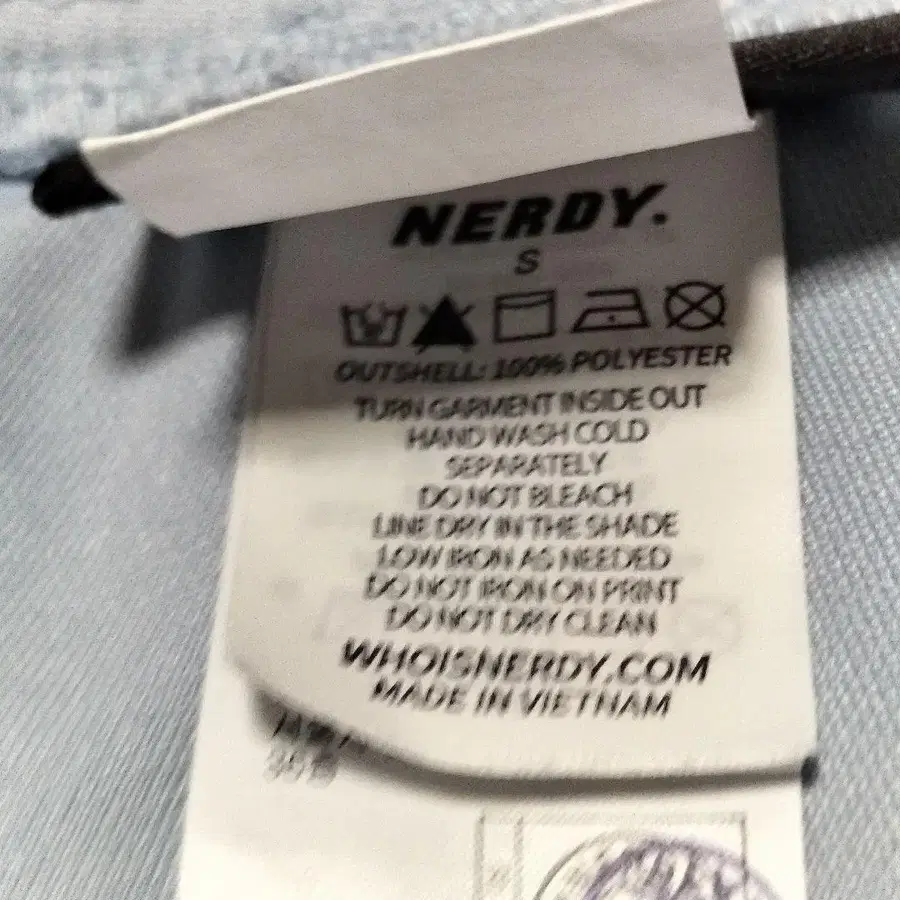 NERDY.
S
OUTSHELL: 100% POLYESTER
TURN GARMENT INSIDE OUT
HAND WASH COLD
SEPARATELY
DO NOT BLEACH
LINE DRY IN THE SHADE
LOW IRON AS NEEDED
DO NOT IRON ON PRINT
DO NOT DRY CLEAN
WHOISNERDY.COM
MADE IN VIETNAM